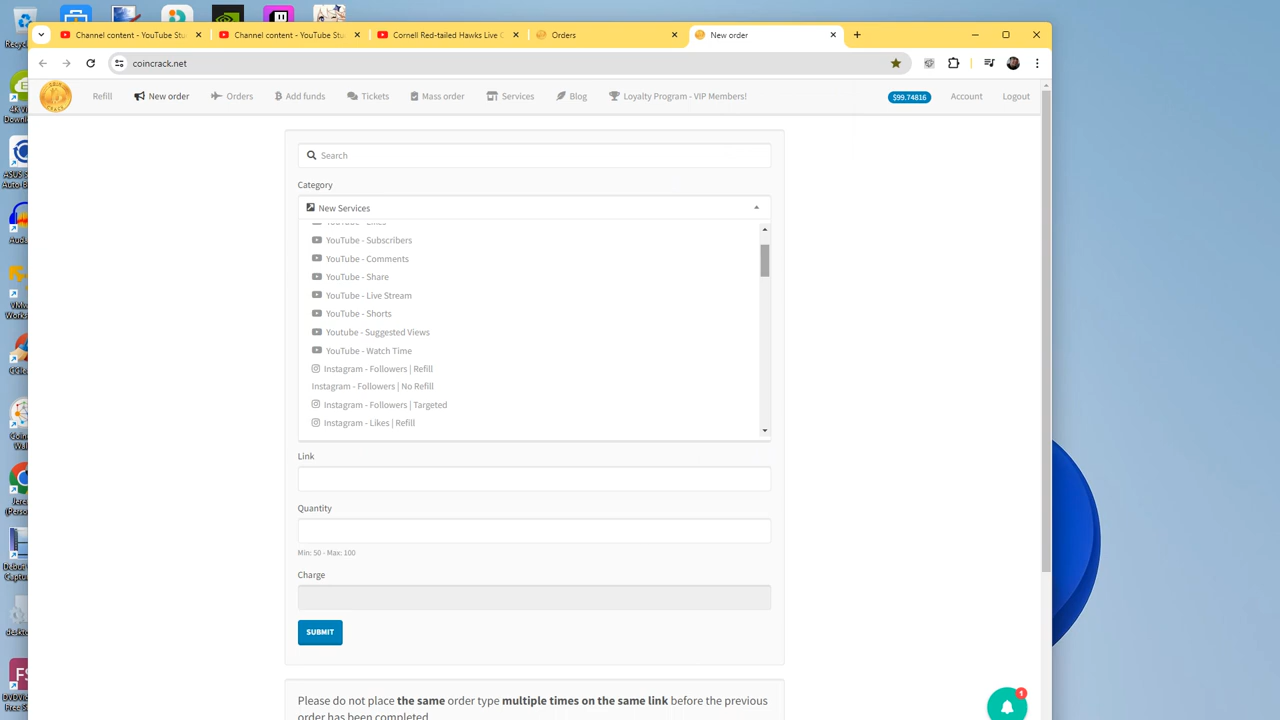 Channel content - YouTube Stu
Channel content - YouTube Stu
Cornell Red-tailed Hawks Live C
Orders
New order
coincrack.net
Refill
New order
Orders
Add funds
Tickets
Mass order
Services
Blog
Loyalty Program - VIP Members!
$99.74816
Account
Logout
Search
Category
New Services
YouTube - Likes
YouTube - Subscribers
YouTube - Comments
YouTube - Share
YouTube - Live Stream
YouTube - Shorts
Youtube - Suggested Views
YouTube - Watch Time
Instagram - Followers | Refill
Instagram - Followers | No Refill
Instagram - Followers | Targeted
Instagram - Likes | Refill
Link
Quantity
Min: 50 - Max: 100
Charge
SUBMIT
Please do not place the same order type multiple times on the same link before the previous
order has been completed
1